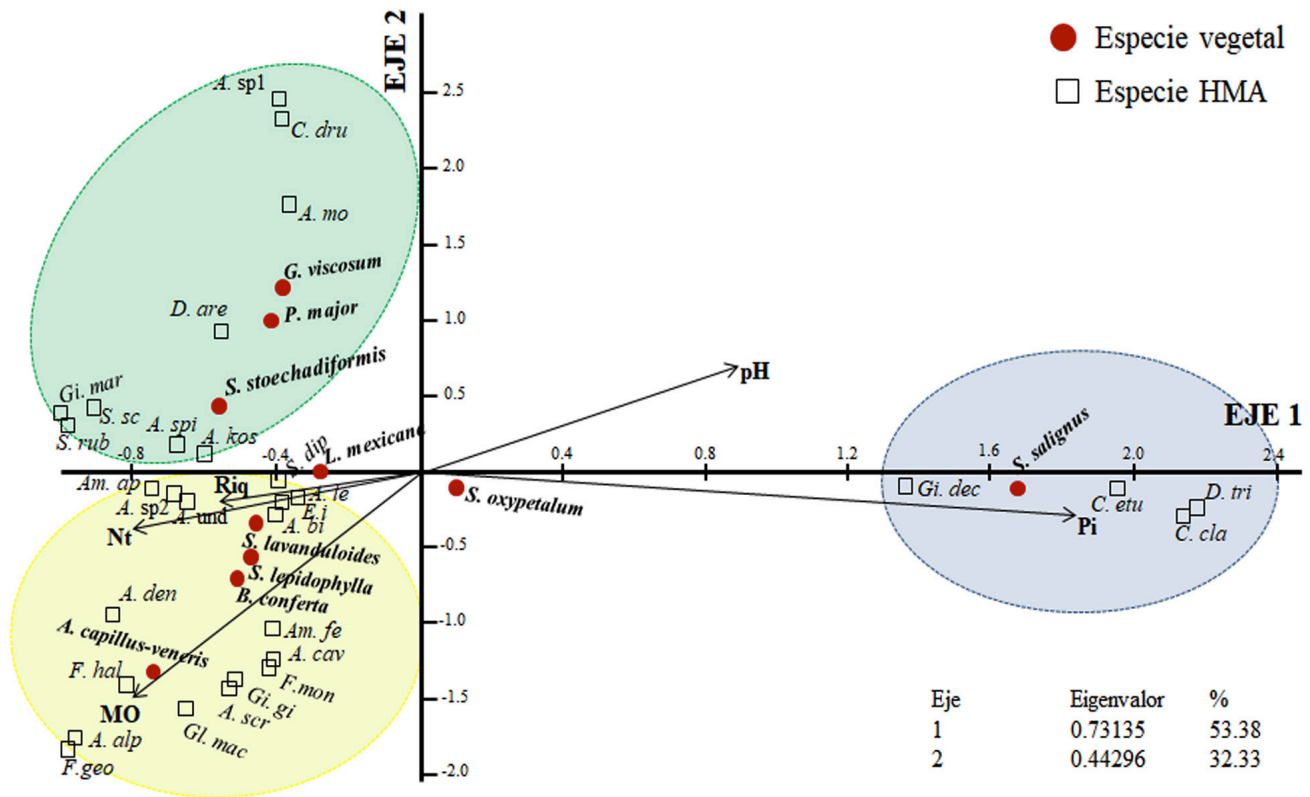 EJE 2
Especie vegetal
Especie HMA
2.5
2.0
1.5
1.0
0.5
-0.5
-1.0
-1.5
-2.0
A. sp1
C. dru
A. mo
G. viscosum
D. are
P. major
S. stoechadiformis
Gi. mar
S. sc
S. rub
A. spi
A. kos
pH
EJE 1
S. salignus
L. mexicana
S. dip
-0.8
-0.4
0.4
0.8
1.2
1.6
2.0
2.4
Am. ap
Riq
A. le
A. sp2
A. und
E.i
A. bi
Nt
S. oxypetalum
Gi. dec
C. etu
D. tri
C. cla
Pi
S. lavanduloides
S. lepidophylla
B. conferta
A. den
A. capillus-veneris
Am. fe
A. cav
F. hal
F.mon
Gi. gi
A. scr
MO
Gl. mac
A. alp
F.geo
Eje Eigenvalor %
1 0.73135 53.38
2 0.44296 32.33